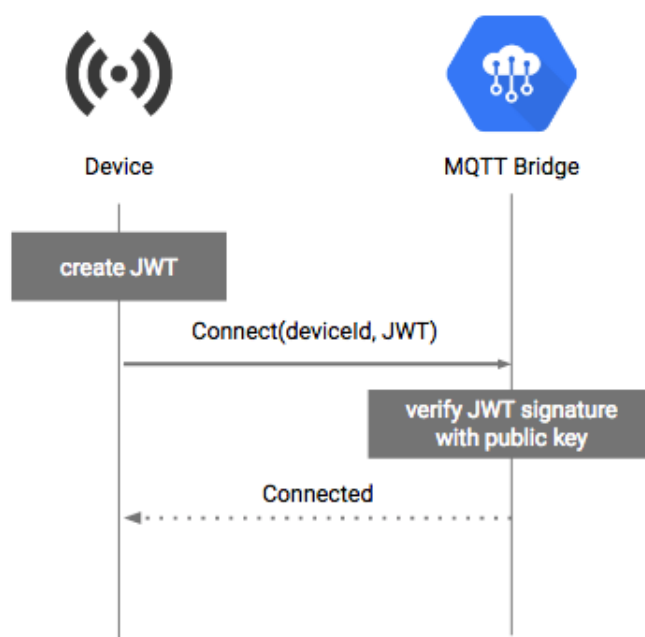 Device
MQTT Bridge
create JWT
Connect(deviceId, JWT)
verify JWT signature
with public key
Connected